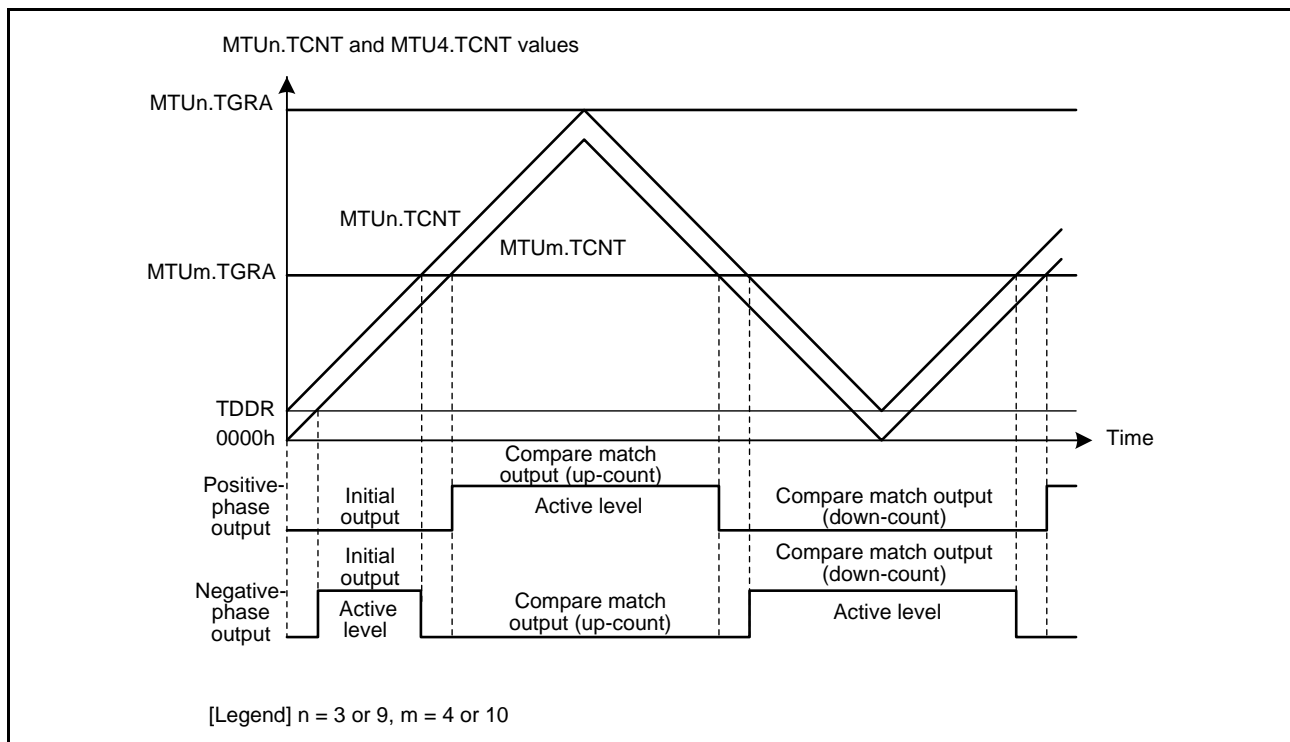 MTUn.TCNT and MTU4.TCNT values
MTUn.TGRA
MTUn.TCNT
MTUm.TCNT
MTUm.TGRA
TDDR
0000h
Time
Positive-
phase
output
Initial
output
Compare match
output (up-count)
Active level
Compare match output
(down-count)
Negative-
phase
output
Initial
output
Active
level
Compare match
output (up-count)
Compare match output
(down-count)
Active level
[Legend] n = 3 or 9, m = 4 or 10